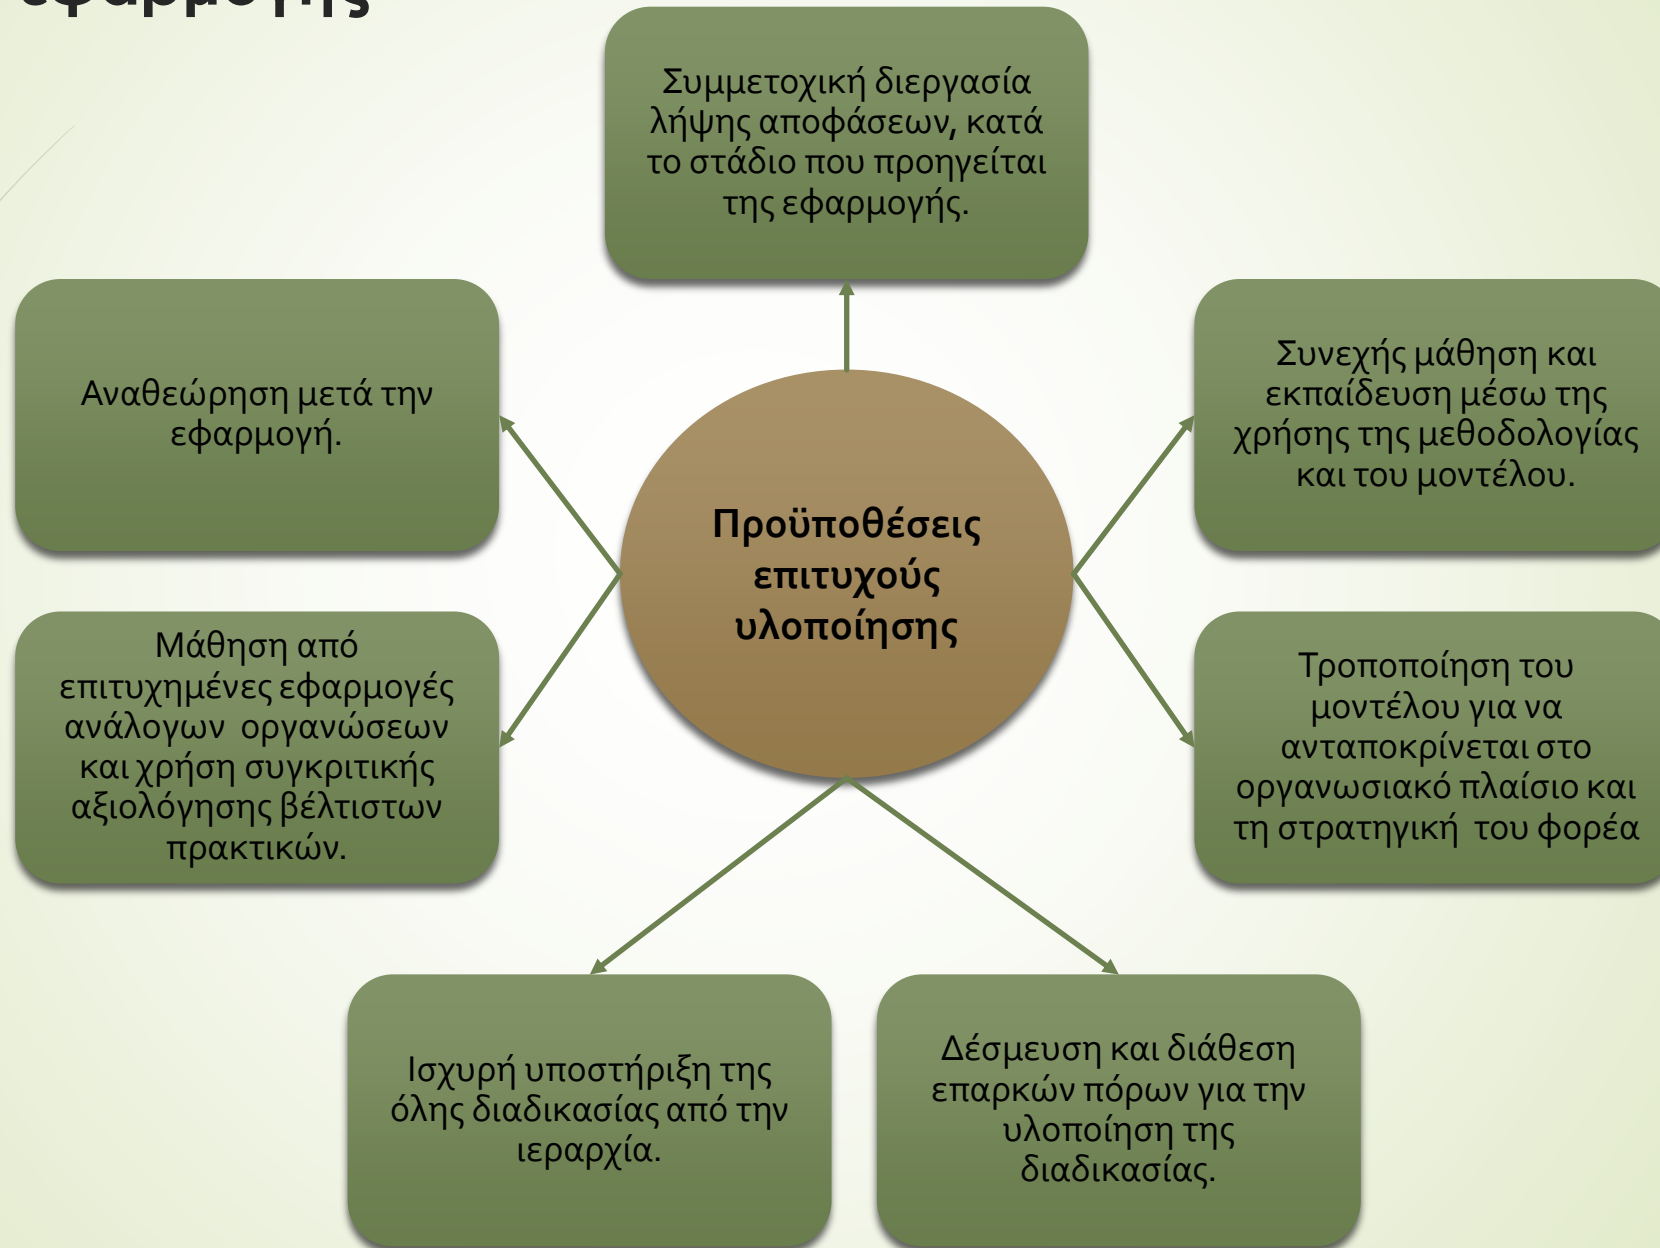 εφαρμογής
Συμμετοχική διεργασία
λήψης αποφάσεων, κατά
το στάδιο που προηγείται
της εφαρμογής.
Συνεχής μάθηση και
εκπαίδευση μέσω της
χρήσης της μεθοδολογίας
και του μοντέλου.
Τροποποίηση του
μοντέλου για να
ανταποκρίνεται στο
οργανωσιακό πλαίσιο και
τη στρατηγική του φορέα
Δέσμευση και διάθεση
επαρκών πόρων για την
υλοποίηση της
διαδικασίας.
Ισχυρή υποστήριξη της
όλης διαδικασίας από την
ιεραρχία.
Μάθηση από
επιτυχημένες εφαρμογές
ανάλογων οργανώσεων
και χρήση συγκριτικής
αξιολόγησης βέλτιστων
πρακτικών.
Αναθεώρηση μετά την
εφαρμογή.
Προϋποθέσεις
επιτυχούς
υλοποίησης